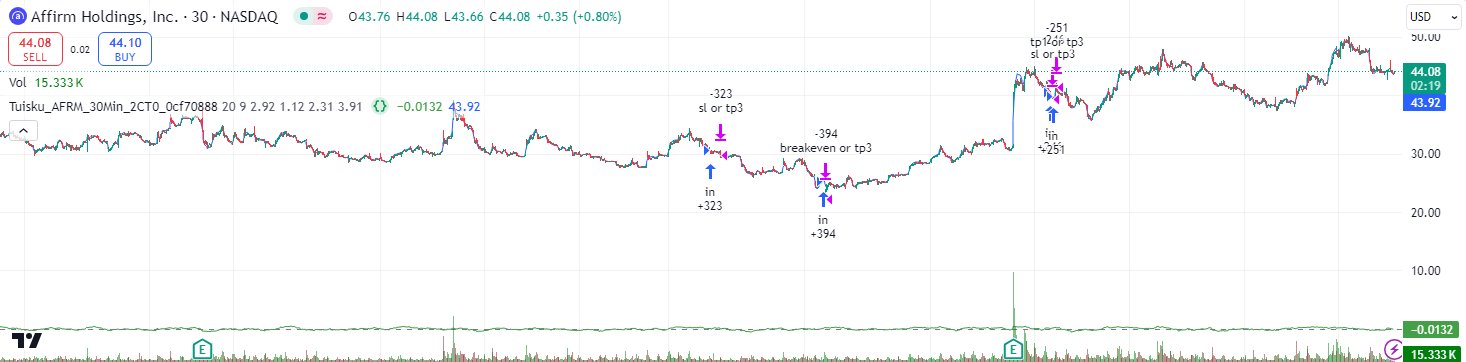 Affirm Holdings, Inc. · 30 · NASDAQ
O43.76 H44.08 L43.66 C44.08 +0.35 (+0.80%)
USD
44.08
SELL
0.02
44.10
BUY
Vol 15.333 K
Tuisku_AFRM_30Min_2CT0_0cf70888 20 9 2.92 1.12 2.31 3.91 {} −0.0132 43.92
-251
tp1 or tp3
sl or tp3
-323
sl or tp3
-394
breakeven or tp3
in
+323
in
+394
in
in
+251
50.00
44.08
02:19
43.92
30.00
20.00
10.00
−0.0132
15.333 K
E
E